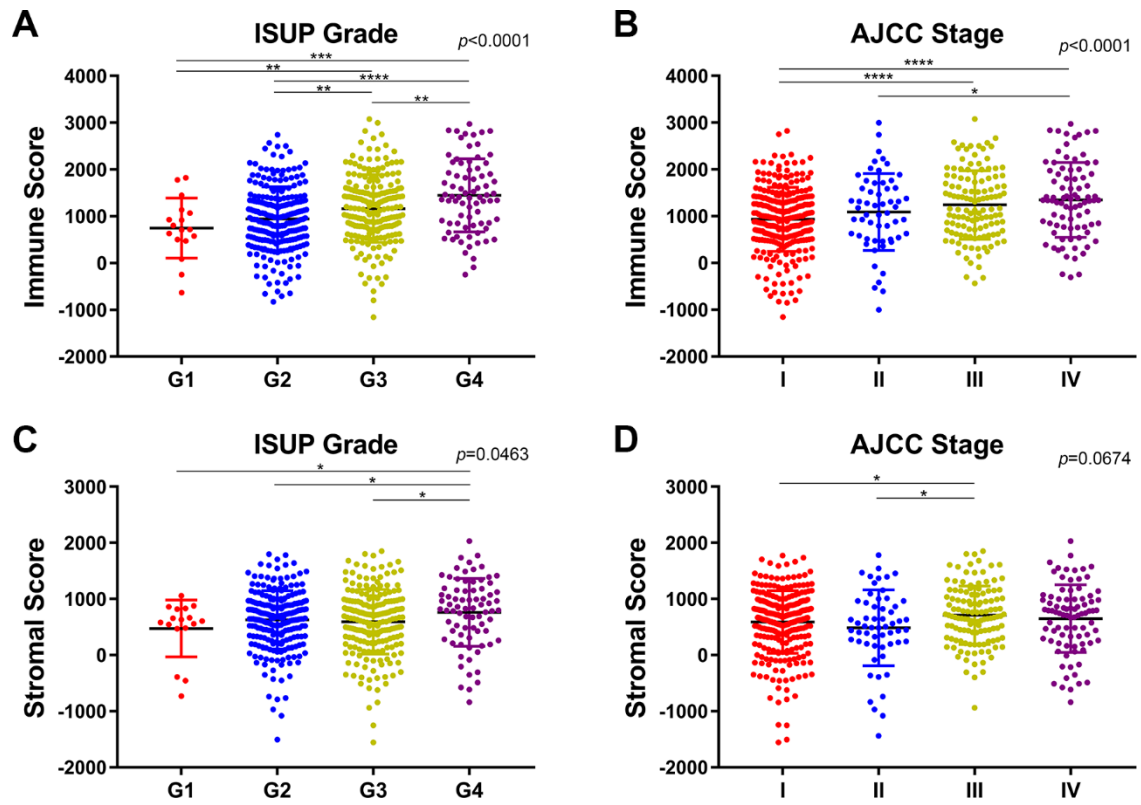 A
ISUP Grade
p<0.0001
***
**
****
**
**
Immune Score
4000
3000
2000
1000
0
-1000
-2000
G1 G2 G3 G4
B
AJCC Stage
p<0.0001
****
****
*
Immune Score
4000
3000
2000
1000
0
-1000
-2000
I II III IV
C
ISUP Grade
p=0.0463
*
*
*
Stromal Score
3000
2000
1000
0
-1000
-2000
G1 G2 G3 G4
D
AJCC Stage
p=0.0674
*
*
Stromal Score
3000
2000
1000
0
-1000
-2000
I II III IV